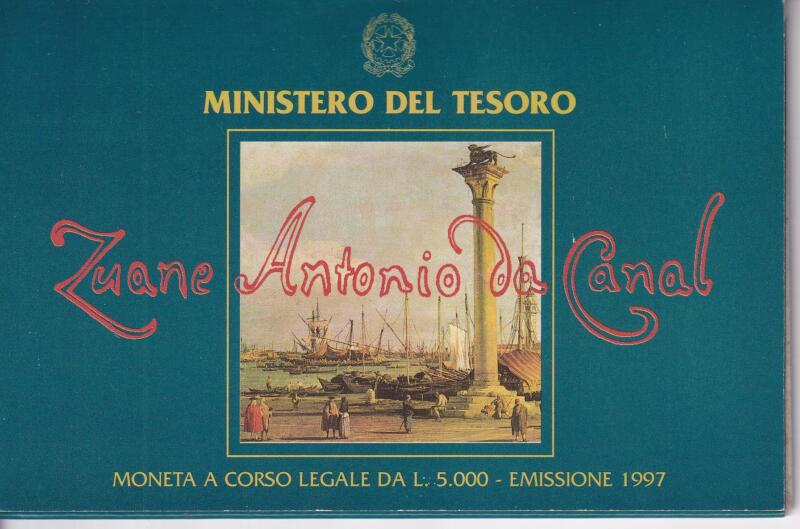 MINISTERO DEL TESORO
Zuane Antonio da Canal
MONETA A CORSO LEGALE DA L. 5.000 - EMISSIONE 1997